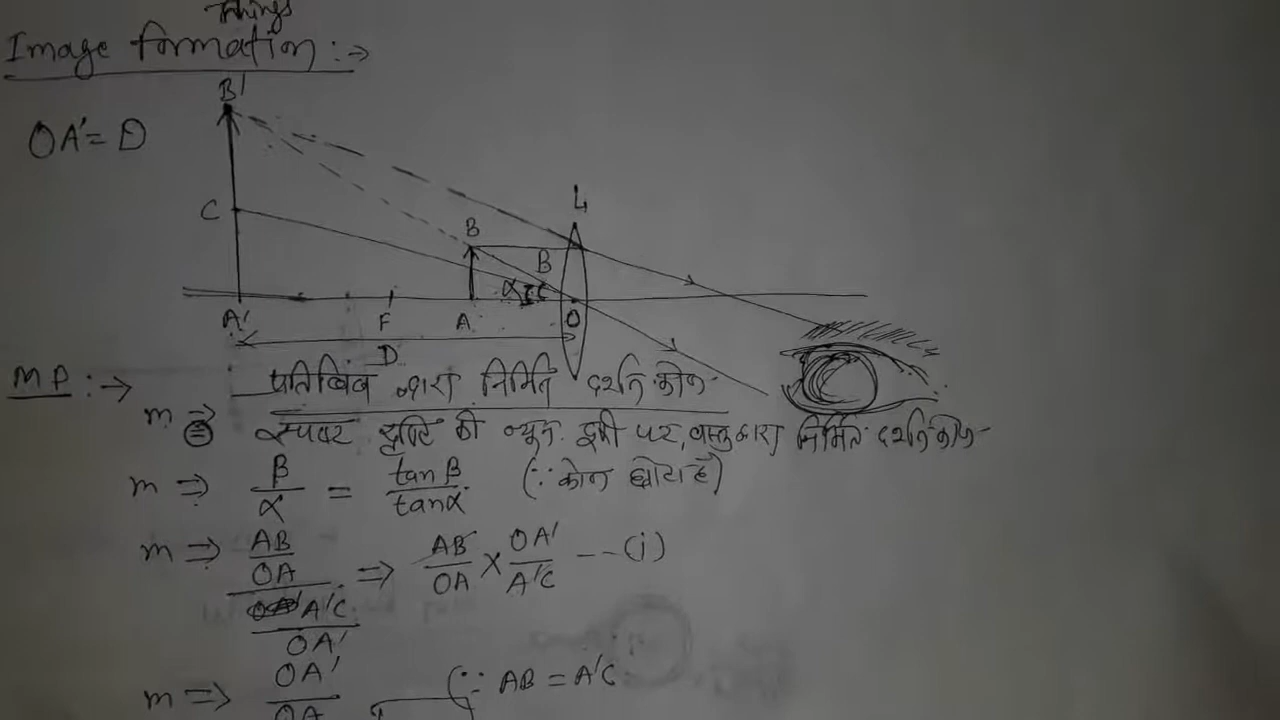 Things
Image formation :→
B'
OA' = D
C
L
B
B
α
A' F A O
D
MP :→
m ⇒ प्रतिबिंब द्वारा निर्मित दर्शन कोन
स्पष्ट दृष्टि की न्यून. दूरी पर, वस्तु द्वारा निर्मित दर्शन कोन
m ⇒ β/α = tanβ/tanα (∵ कोन छोटा है)
m ⇒ (AB/OA)/(A'C/OA') ⇒ AB/OA × OA'/A'C --(i)
m ⇒ OA'/OA (∵ AB = A'C